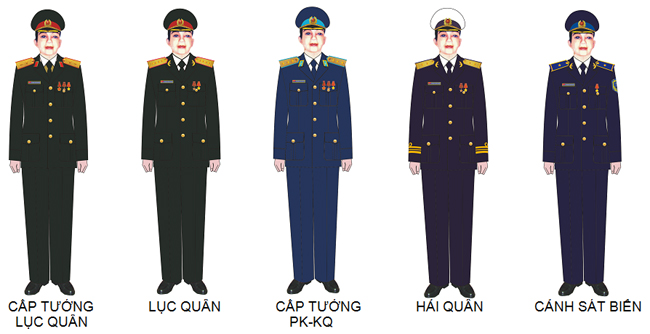 CẤP TƯỚNG
LỤC QUÂN
LỤC QUÂN
CẤP TƯỚNG
PK-KQ
HẢI QUÂN
CẢNH SÁT BIỂN